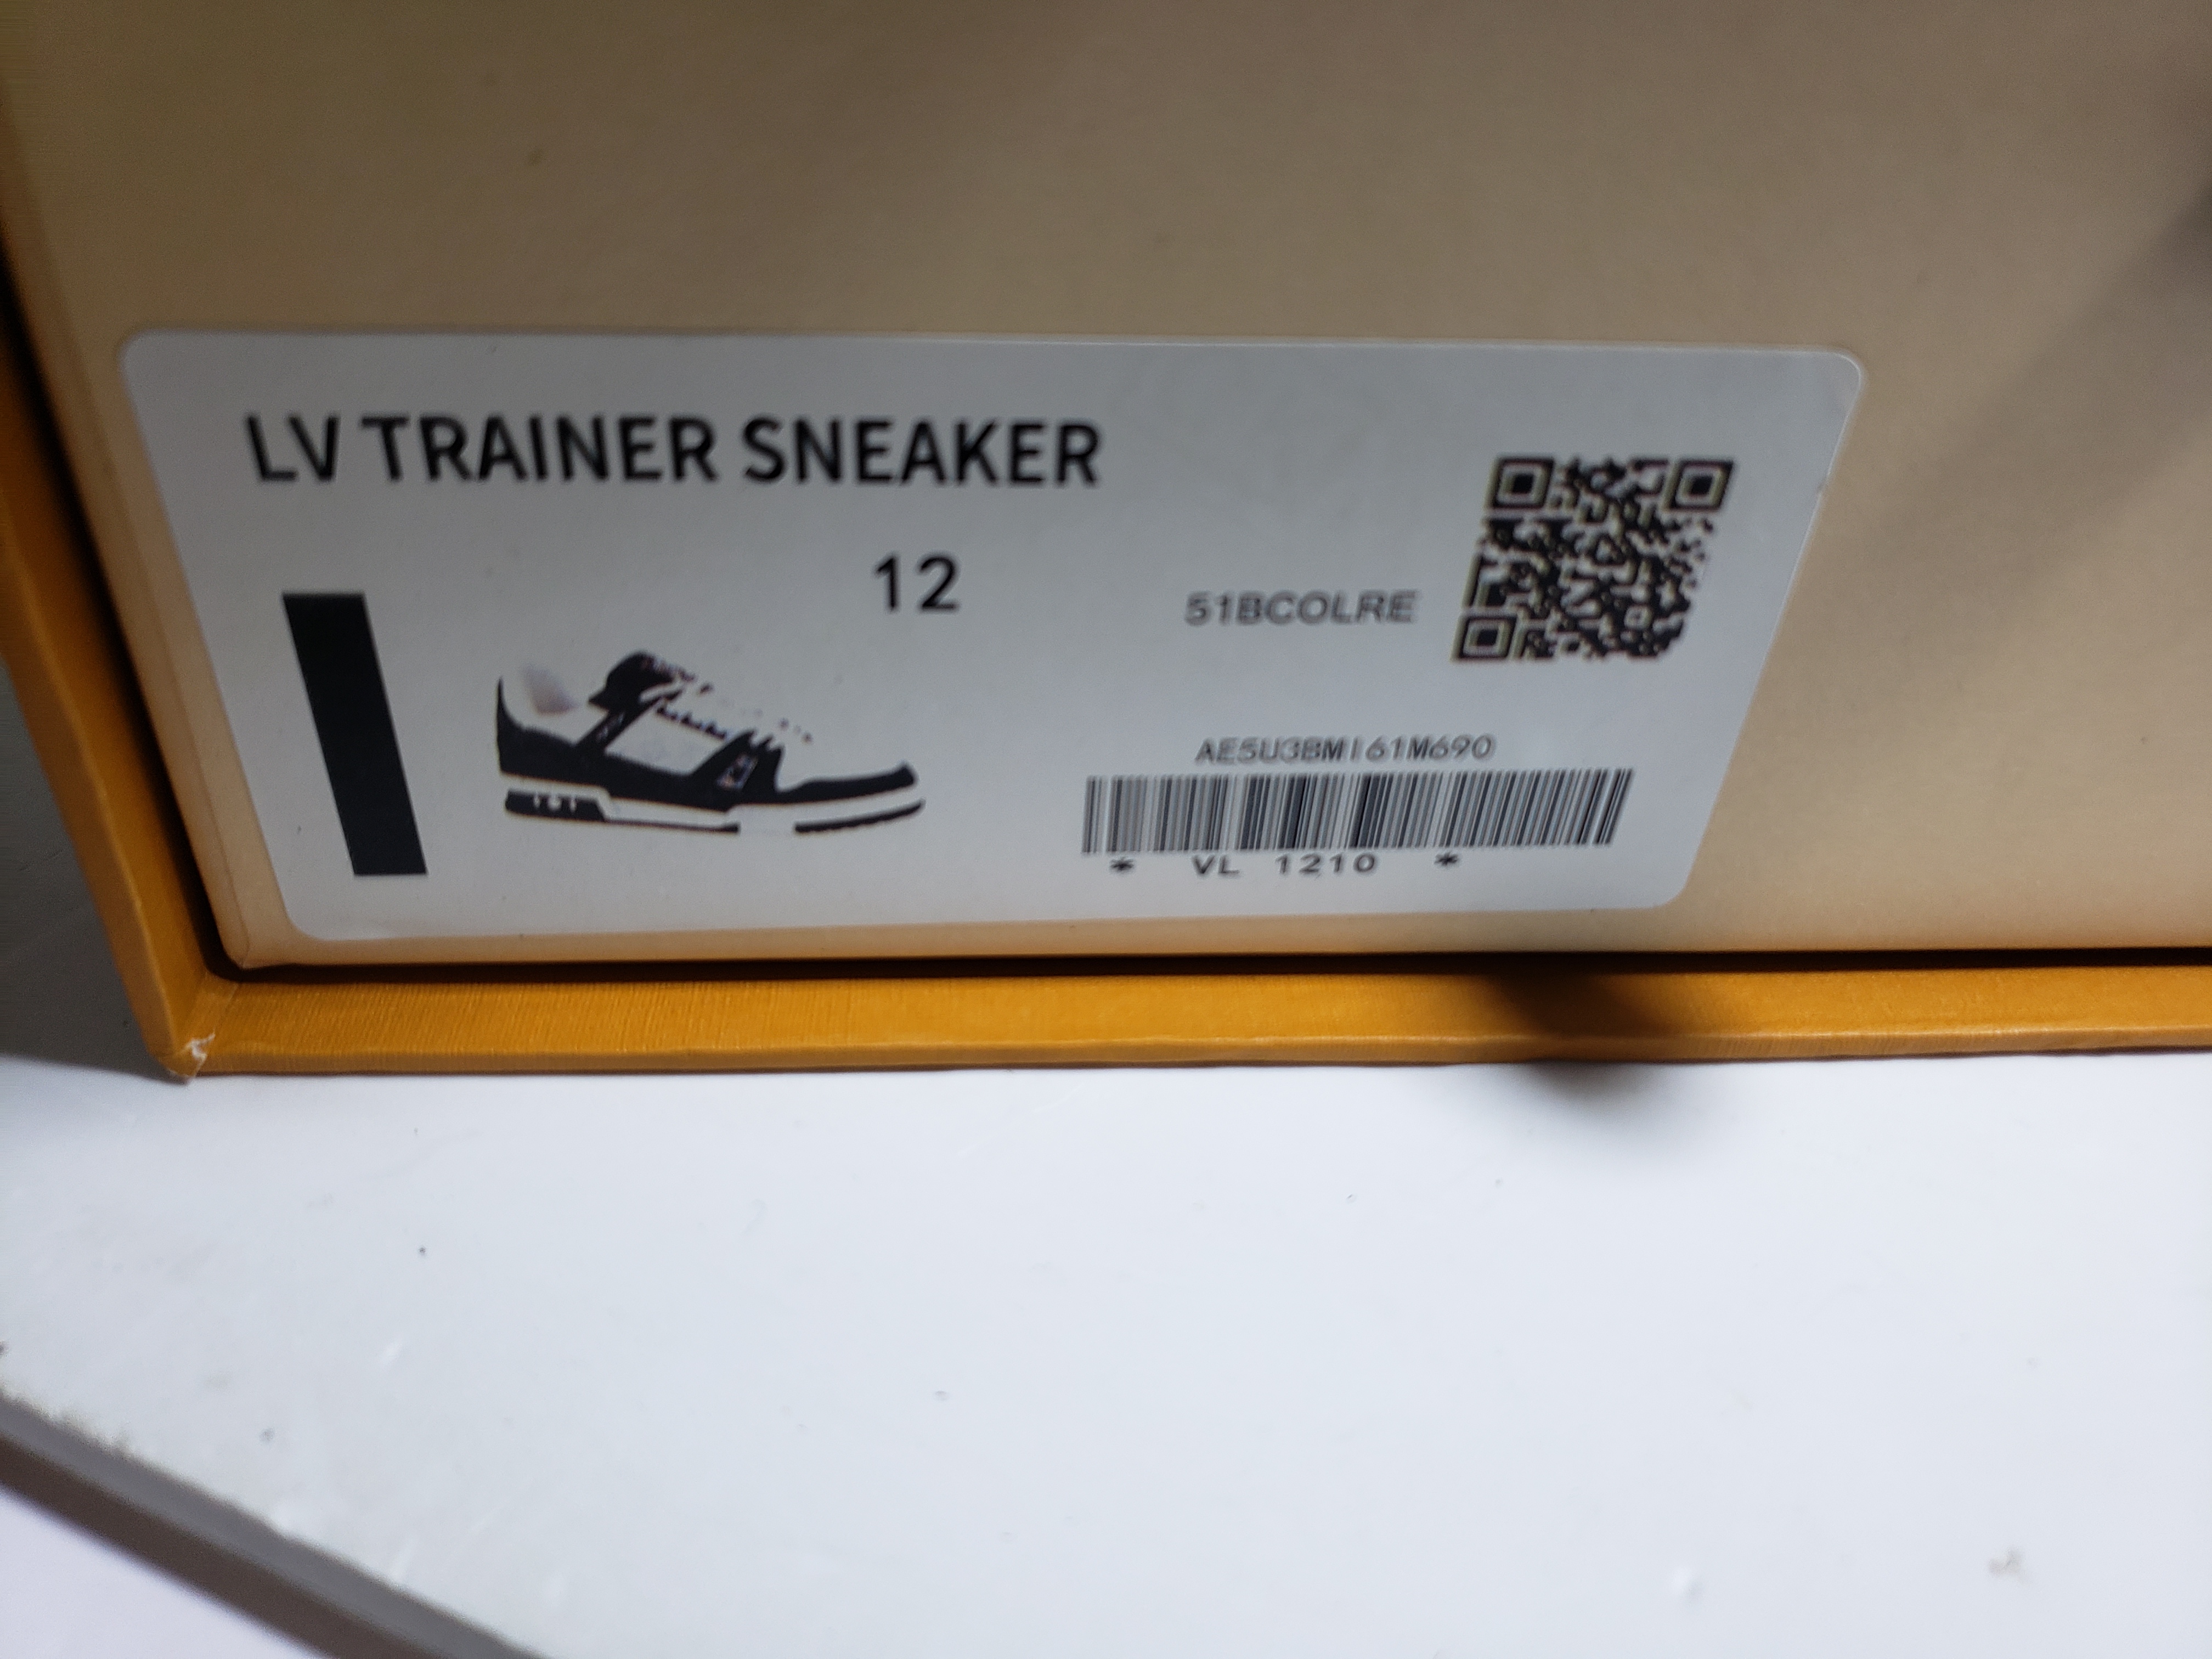 LV TRAINER SNEAKER
12
51BCOLRE
AE5U3BMI61M690
* VL 1210 *